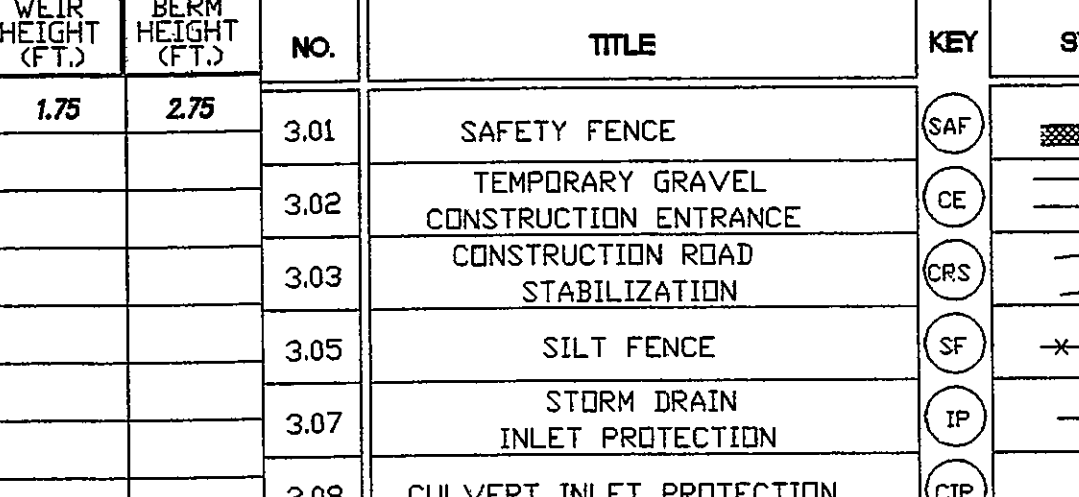 WEIR
HEIGHT
(FT.)
BERM
HEIGHT
(FT.)
NO.
TITLE
KEY
1.75
2.75
3.01
SAFETY FENCE
SAF
3.02
TEMPORARY GRAVEL
CONSTRUCTION ENTRANCE
CE
3.03
CONSTRUCTION ROAD
STABILIZATION
CRS
3.05
SILT FENCE
SF
3.07
STORM DRAIN
INLET PROTECTION
IP
3.08
CULVERT INLET PROTECTION
CIP